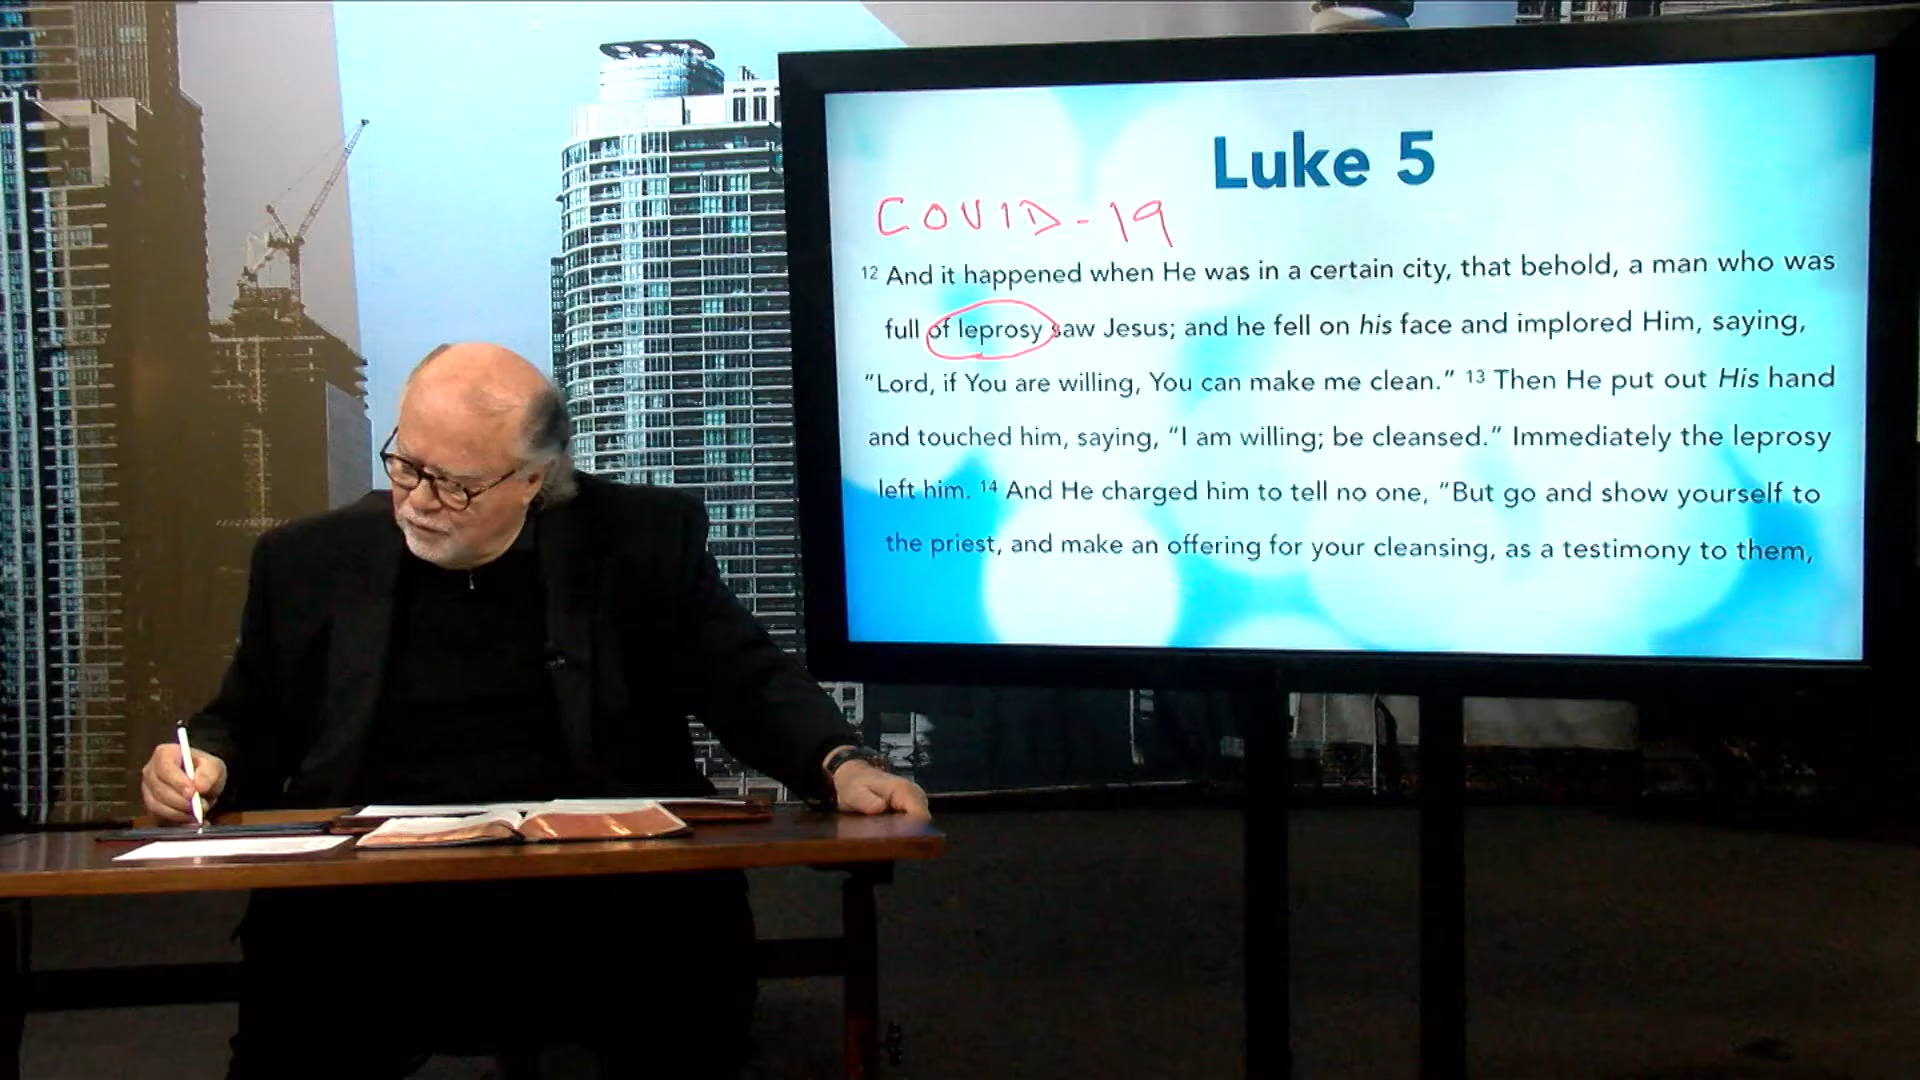 Luke 5
COVID-19
12 And it happened when He was in a certain city, that behold, a man who was
full of leprosy saw Jesus; and he fell on his face and implored Him, saying,
“Lord, if You are willing, You can make me clean.” 13 Then He put out His hand
and touched him, saying, “I am willing; be cleansed.” Immediately the leprosy
left him. 14 And He charged him to tell no one, “But go and show yourself to
the priest, and make an offering for your cleansing, as a testimony to them,